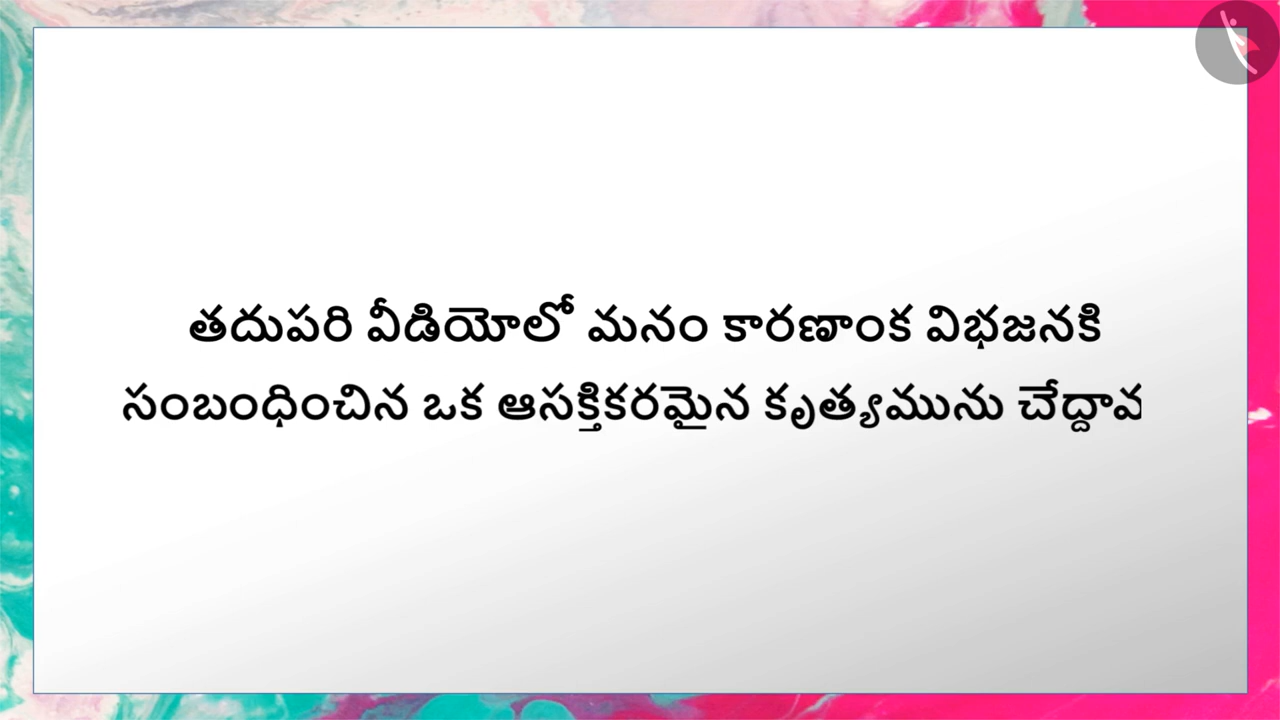 తదుపరి వీడియోలో మనం కారణాంక విభజనకి
సంబంధించిన ఒక ఆసక్తికరమైన కృత్యమును